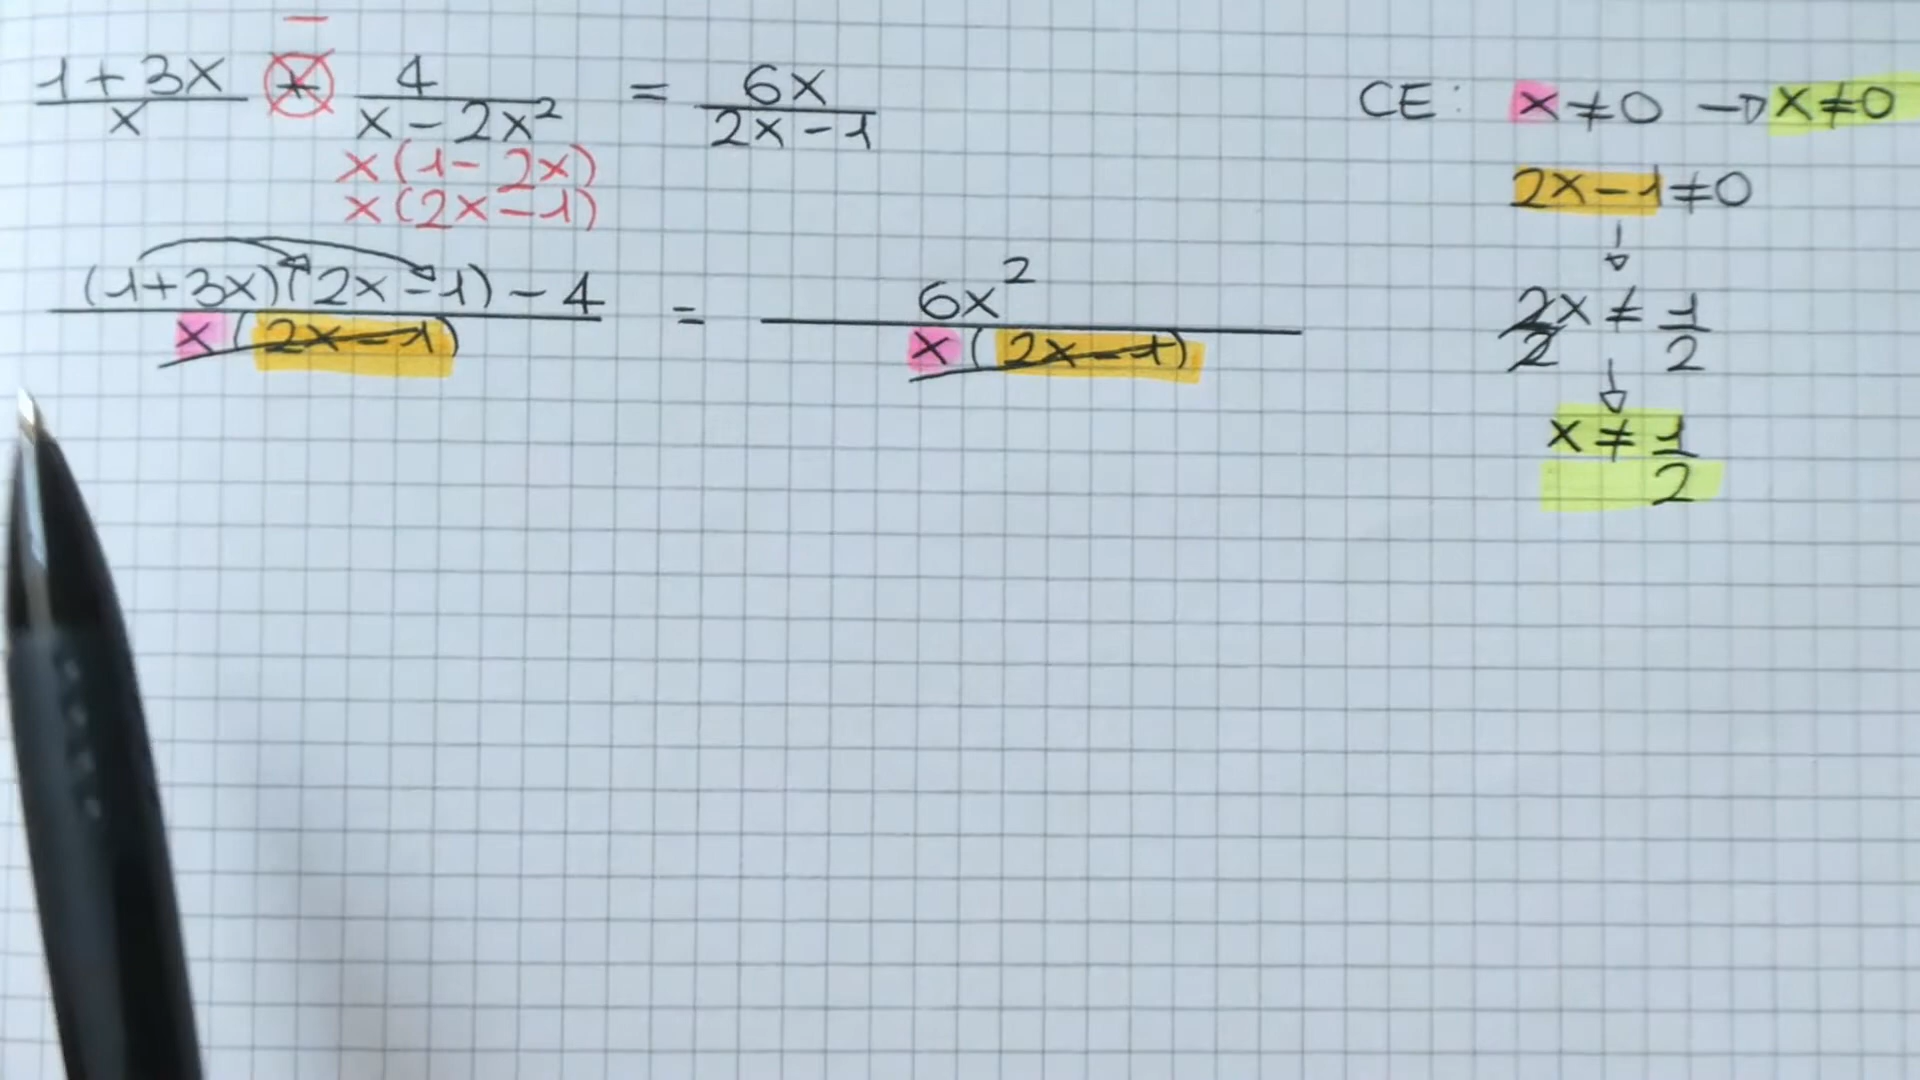 (1+3x)/x + 4/(x-2x²) = 6x/(2x-1)
−
x(1-2x)
x(2x-1)
((1+3x)(2x-1)-4)/(x(2x-1)) = 6x²/(x(2x-1))
CE: x≠0 → x≠0
2x-1≠0
↓
2x/2 ≠ 1/2
↓
x ≠ 1/2